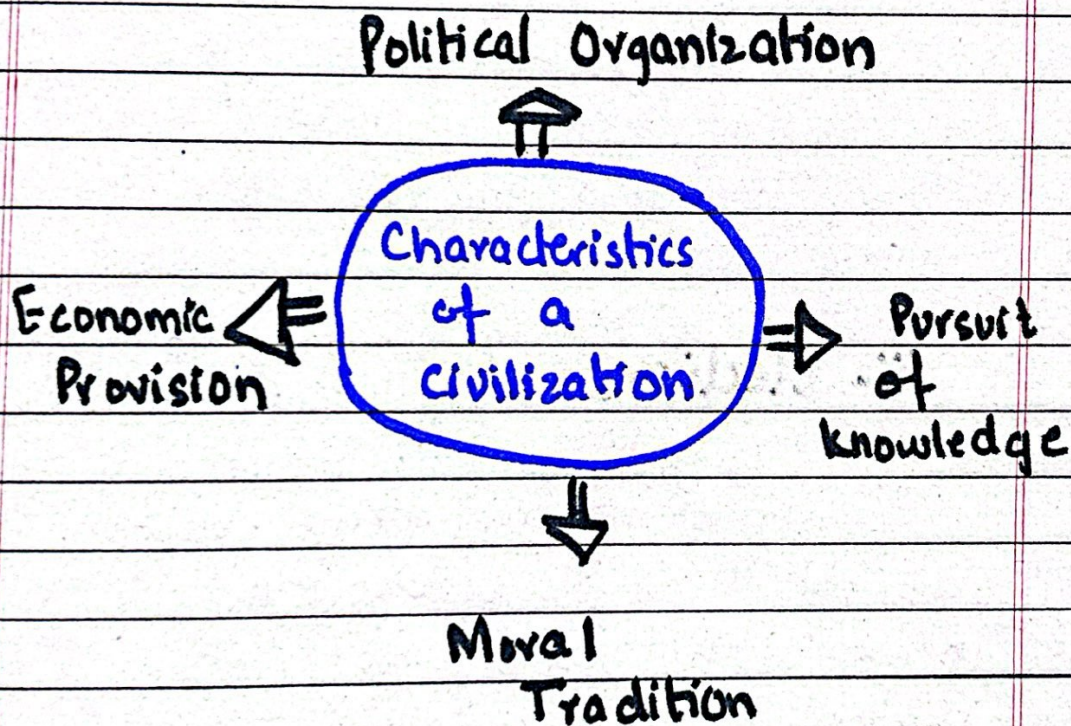 Political Organization
Characteristics
of a
civilization
Economic
Provision
Pursuit
of
knowledge
Moral
Tradition